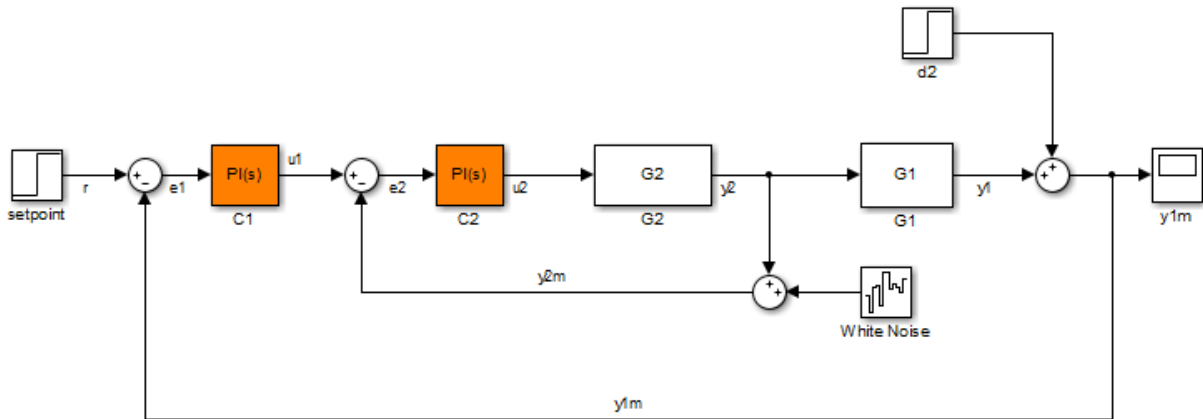 d2
setpoint
r
e1
PI(s)
C1
u1
e2
PI(s)
C2
u2
G2
G2
y2
G1
G1
y1
y1m
y2m
White Noise
y1m